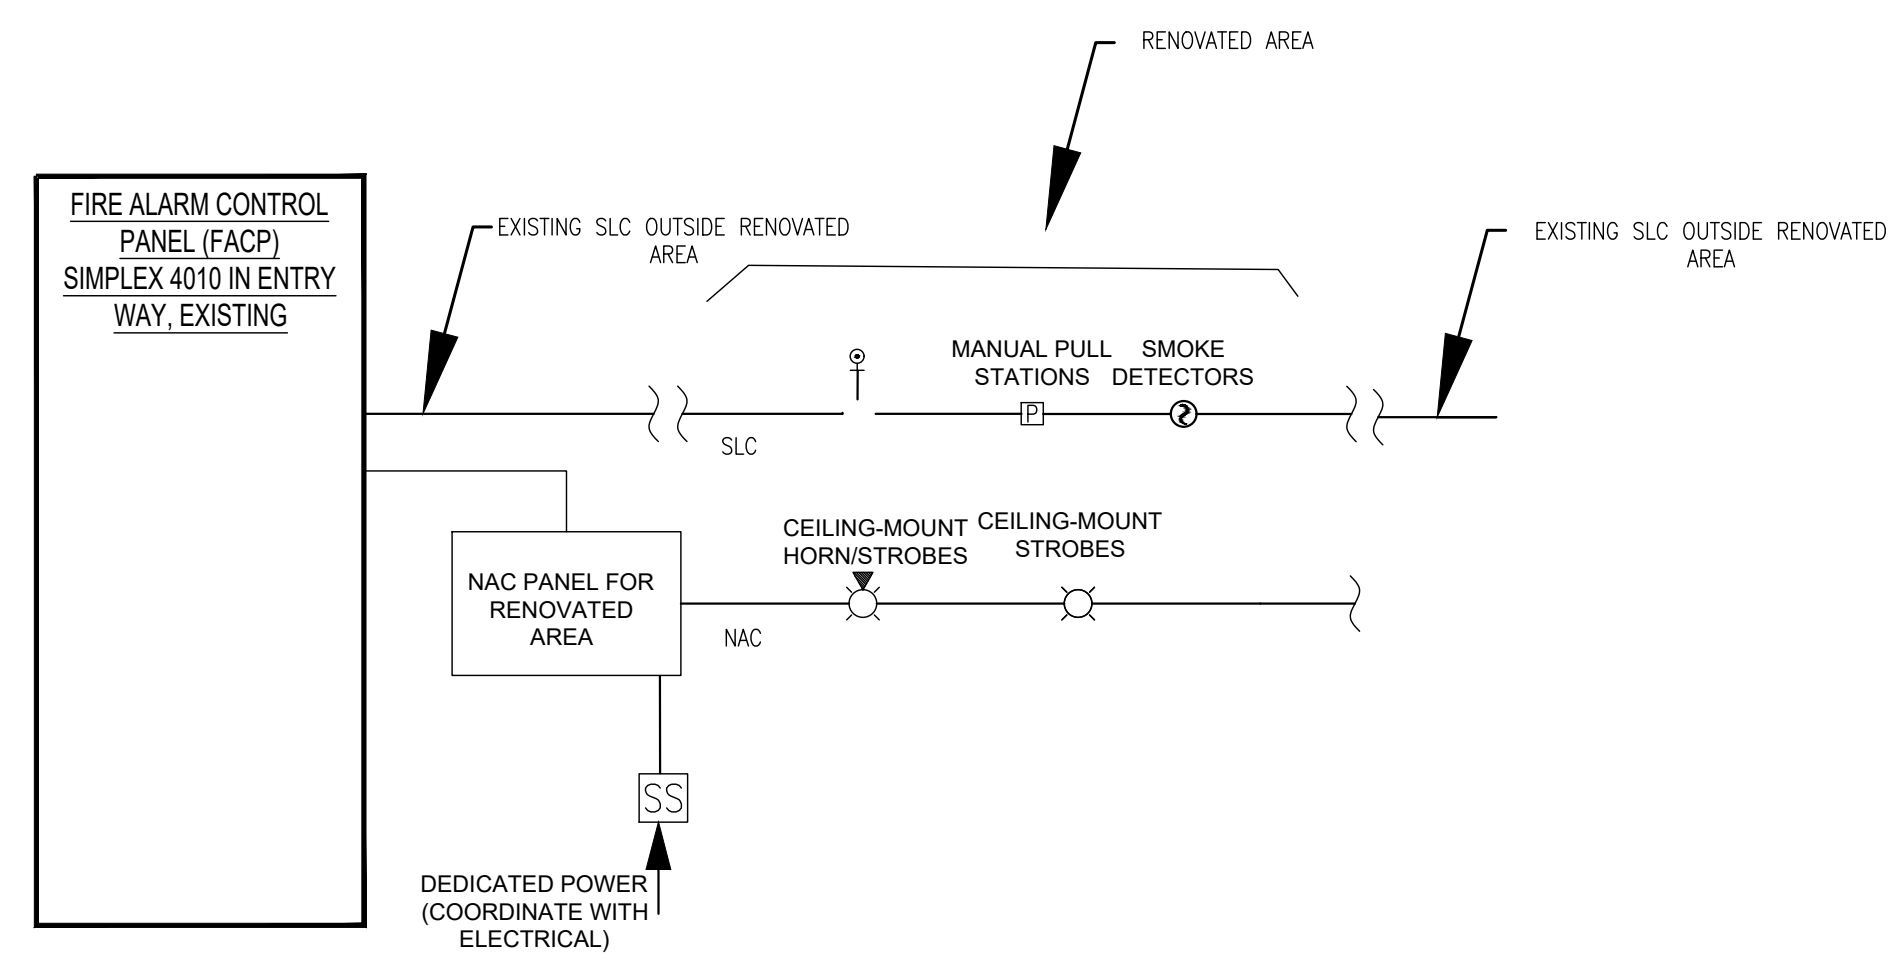 RENOVATED AREA
FIRE ALARM CONTROL
PANEL (FACP)
SIMPLEX 4010 IN ENTRY
WAY, EXISTING
EXISTING SLC OUTSIDE RENOVATED
AREA
EXISTING SLC OUTSIDE RENOVATED
AREA
MANUAL PULL
STATIONS
SMOKE
DETECTORS
P
SLC
CEILING-MOUNT
HORN/STROBES
CEILING-MOUNT
STROBES
NAC PANEL FOR
RENOVATED
AREA
NAC
SS
DEDICATED POWER
(COORDINATE WITH
ELECTRICAL)